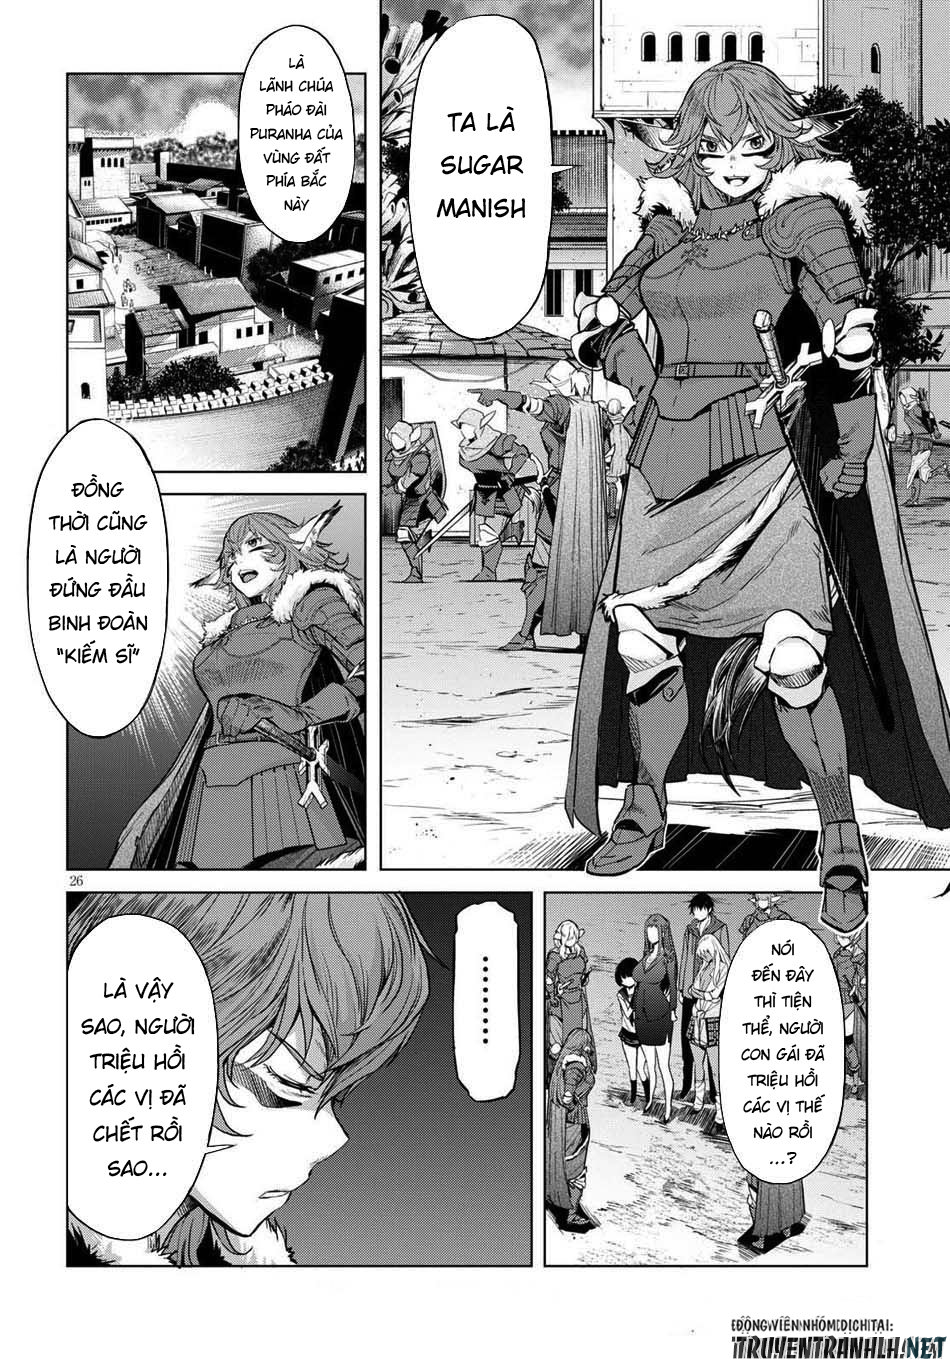 TA LÀ
SUGAR
MANISH
LÀ
LÃNH CHÚA
PHÁO ĐÀI
PURANHA CỦA
VÙNG ĐẤT
PHÍA BẮC
NÀY
ĐỒNG
THỜI CŨNG
LÀ NGƯỜI
ĐỨNG ĐẦU
BINH ĐOÀN
“KIẾM SĨ”
26
NÓI
ĐẾN ĐÂY
THÌ TIỆN
THỂ, NGƯỜI
CON GÁI ĐÃ
TRIỆU HỒI
CÁC VỊ THẾ
NÀO RỒI
...?
........
LÀ VẬY
SAO, NGƯỜI
TRIỆU HỒI
CÁC VỊ ĐÃ
CHẾT RỒI
SAO...
ĐỘNG VIÊN NHÓM DỊCH TẠI:
TRUYENTRANHLH.NET